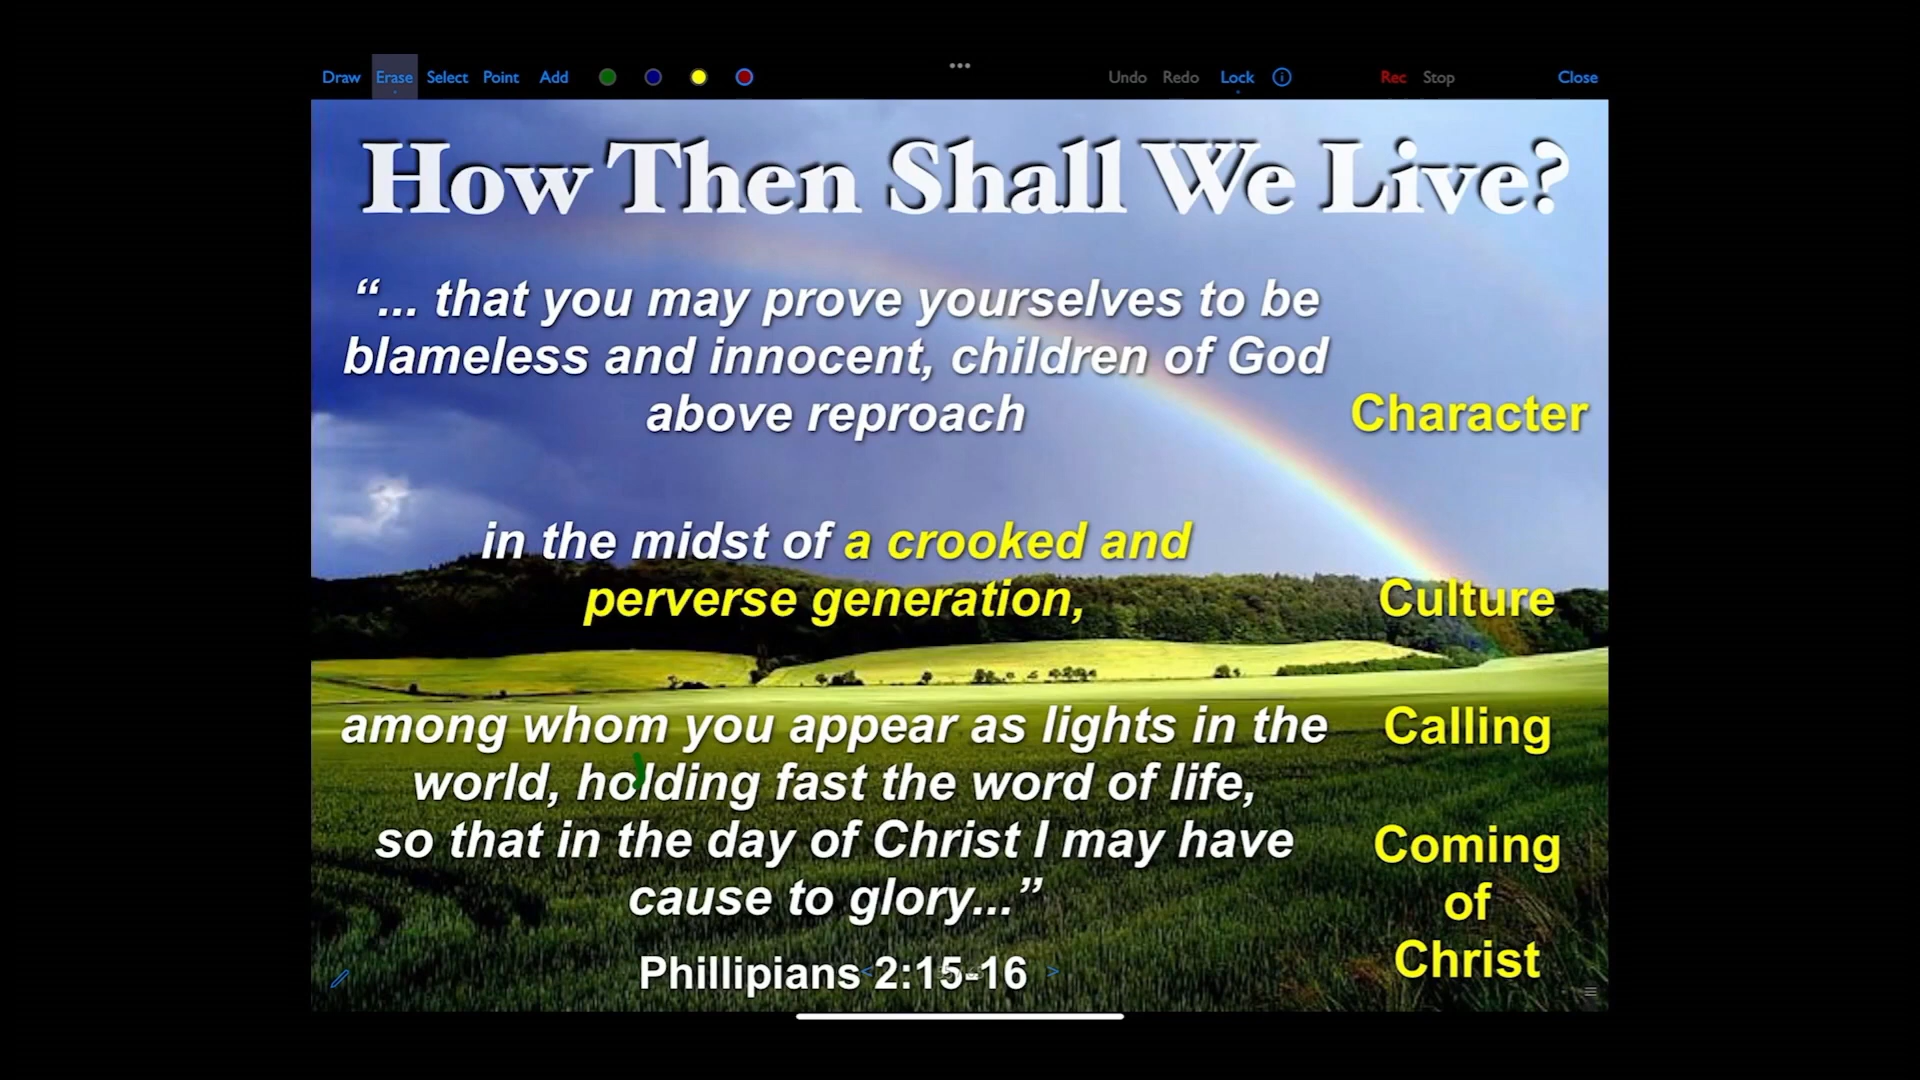 Draw Erase Select Point Add Undo Redo Lock Rec Stop Close
How Then Shall We Live?
“... that you may prove yourselves to be
blameless and innocent, children of God
above reproach
Character
in the midst of a crooked and
perverse generation,
Culture
among whom you appear as lights in the
Calling
world, holding fast the word of life,
so that in the day of Christ I may have
cause to glory...”
Coming
of
Christ
Phillipians 2:15-16